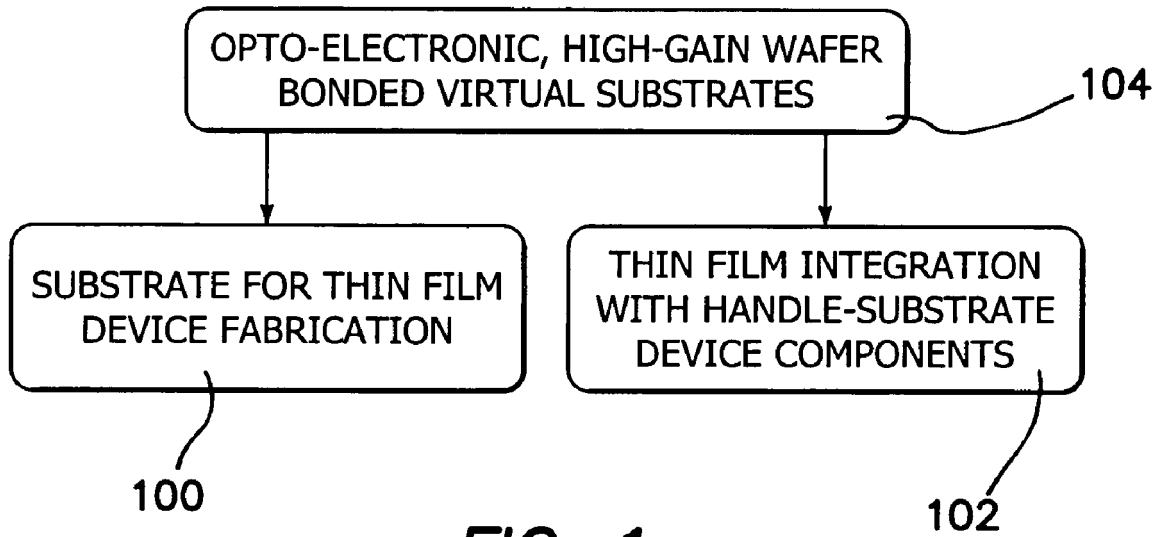 OPTO-ELECTRONIC, HIGH-GAIN WAFER
BONDED VIRTUAL SUBSTRATES
104
SUBSTRATE FOR THIN FILM
DEVICE FABRICATION
100
THIN FILM INTEGRATION
WITH HANDLE-SUBSTRATE
DEVICE COMPONENTS
102